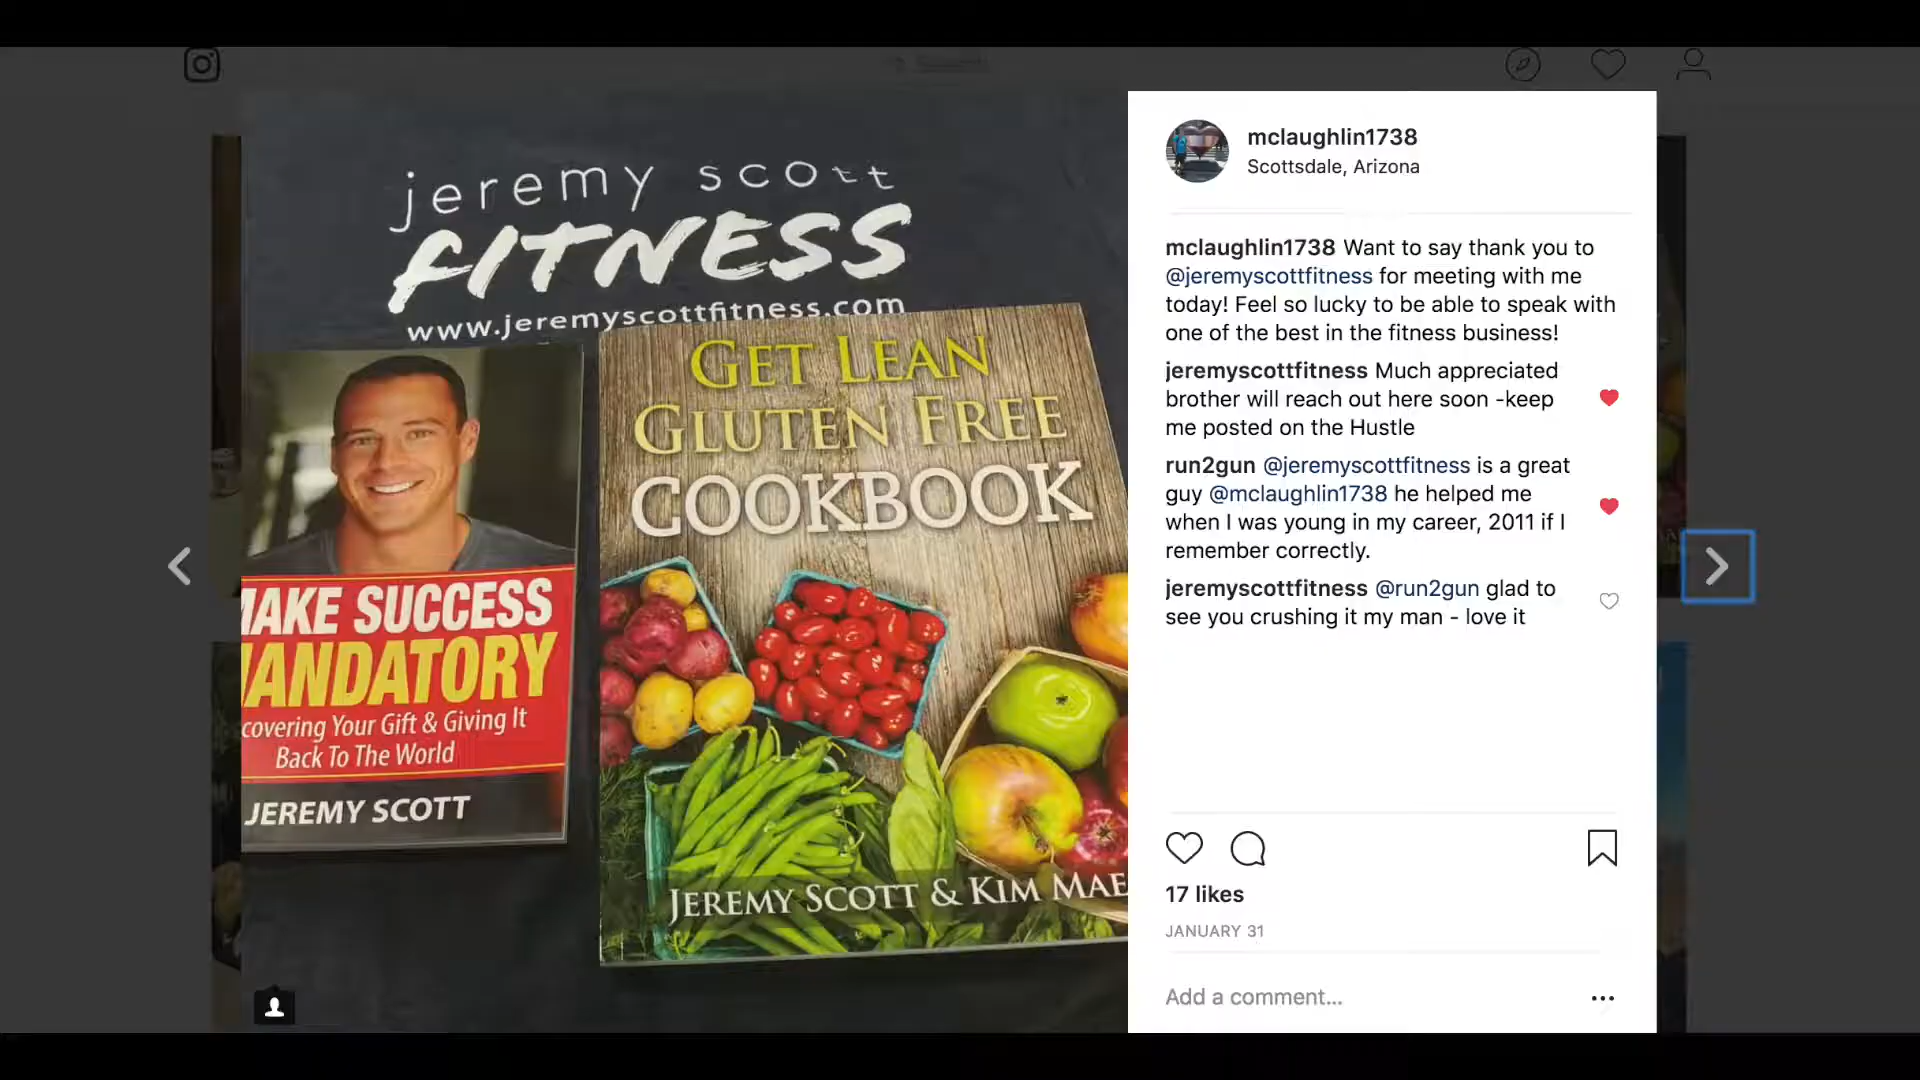 jeremy scott
FITNESS
www.jeremyscottfitness.com
GET LEAN
GLUTEN FREE
COOKBOOK
JEREMY SCOTT & KIM MAE
MAKE SUCCESS
MANDATORY
covering Your Gift & Giving It
Back To The World
JEREMY SCOTT
mclaughlin1738
Scottsdale, Arizona
mclaughlin1738 Want to say thank you to
@jeremyscottfitness for meeting with me
today! Feel so lucky to be able to speak with
one of the best in the fitness business!
jeremyscottfitness Much appreciated
brother will reach out here soon -keep
me posted on the Hustle
run2gun @jeremyscottfitness is a great
guy @mclaughlin1738 he helped me
when I was young in my career, 2011 if I
remember correctly.
jeremyscottfitness @run2gun glad to
see you crushing it my man - love it
17 likes
JANUARY 31
Add a comment...